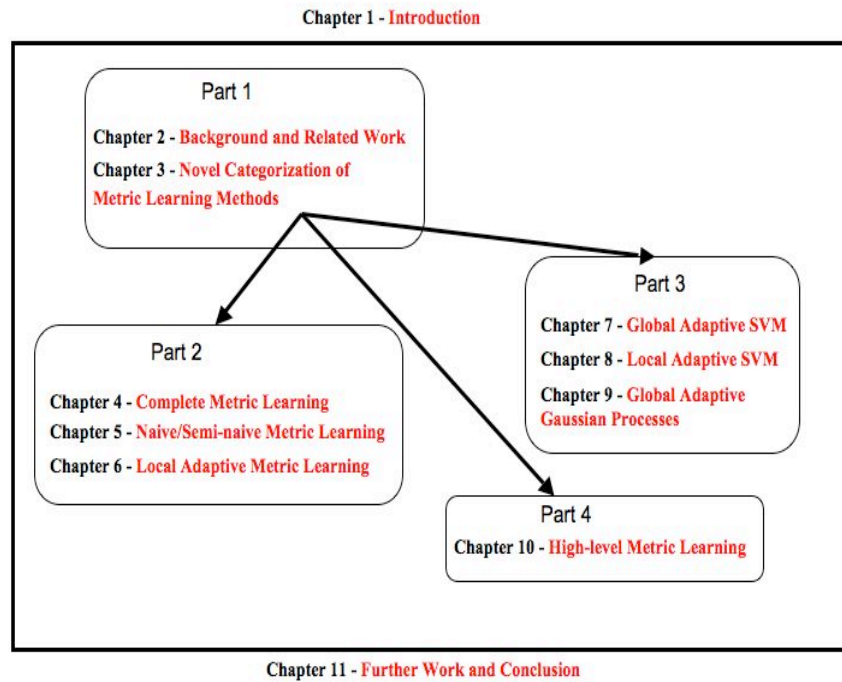 Chapter 1 - Introduction
Part 1
Chapter 2 - Background and Related Work
Chapter 3 - Novel Categorization of
Metric Learning Methods
Part 2
Chapter 4 - Complete Metric Learning
Chapter 5 - Naive/Semi-naive Metric Learning
Chapter 6 - Local Adaptive Metric Learning
Part 3
Chapter 7 - Global Adaptive SVM
Chapter 8 - Local Adaptive SVM
Chapter 9 - Global Adaptive
Gaussian Processes
Part 4
Chapter 10 - High-level Metric Learning
Chapter 11 - Further Work and Conclusion